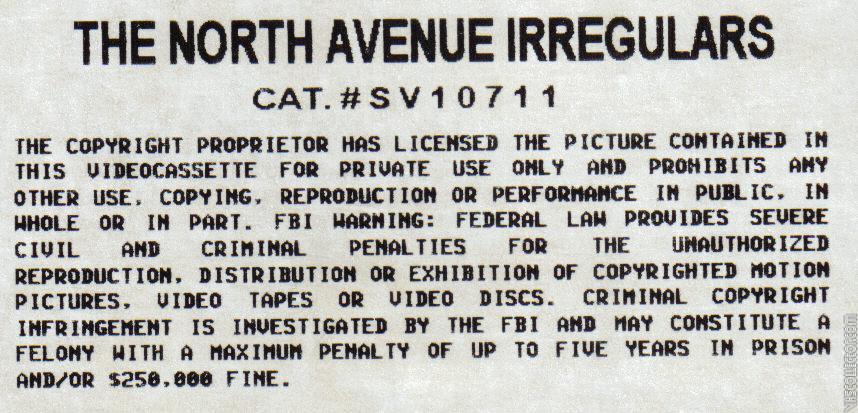 THE NORTH AVENUE IRREGULARS
CAT.#SV10711
THE COPYRIGHT PROPRIETOR HAS LICENSED THE PICTURE CONTAINED IN
THIS VIDEOCASSETTE FOR PRIVATE USE ONLY AND PROHIBITS ANY
OTHER USE, COPYING, REPRODUCTION OR PERFORMANCE IN PUBLIC, IN
WHOLE OR IN PART. FBI WARNING: FEDERAL LAW PROVIDES SEVERE
CIVIL AND CRIMINAL PENALTIES FOR THE UNAUTHORIZED
REPRODUCTION, DISTRIBUTION OR EXHIBITION OF COPYRIGHTED MOTION
PICTURES, VIDEO TAPES OR VIDEO DISCS. CRIMINAL COPYRIGHT
INFRINGEMENT IS INVESTIGATED BY THE FBI AND MAY CONSTITUTE A
FELONY WITH A MAXIMUM PENALTY OF UP TO FIVE YEARS IN PRISON
AND/OR $250,000 FINE.